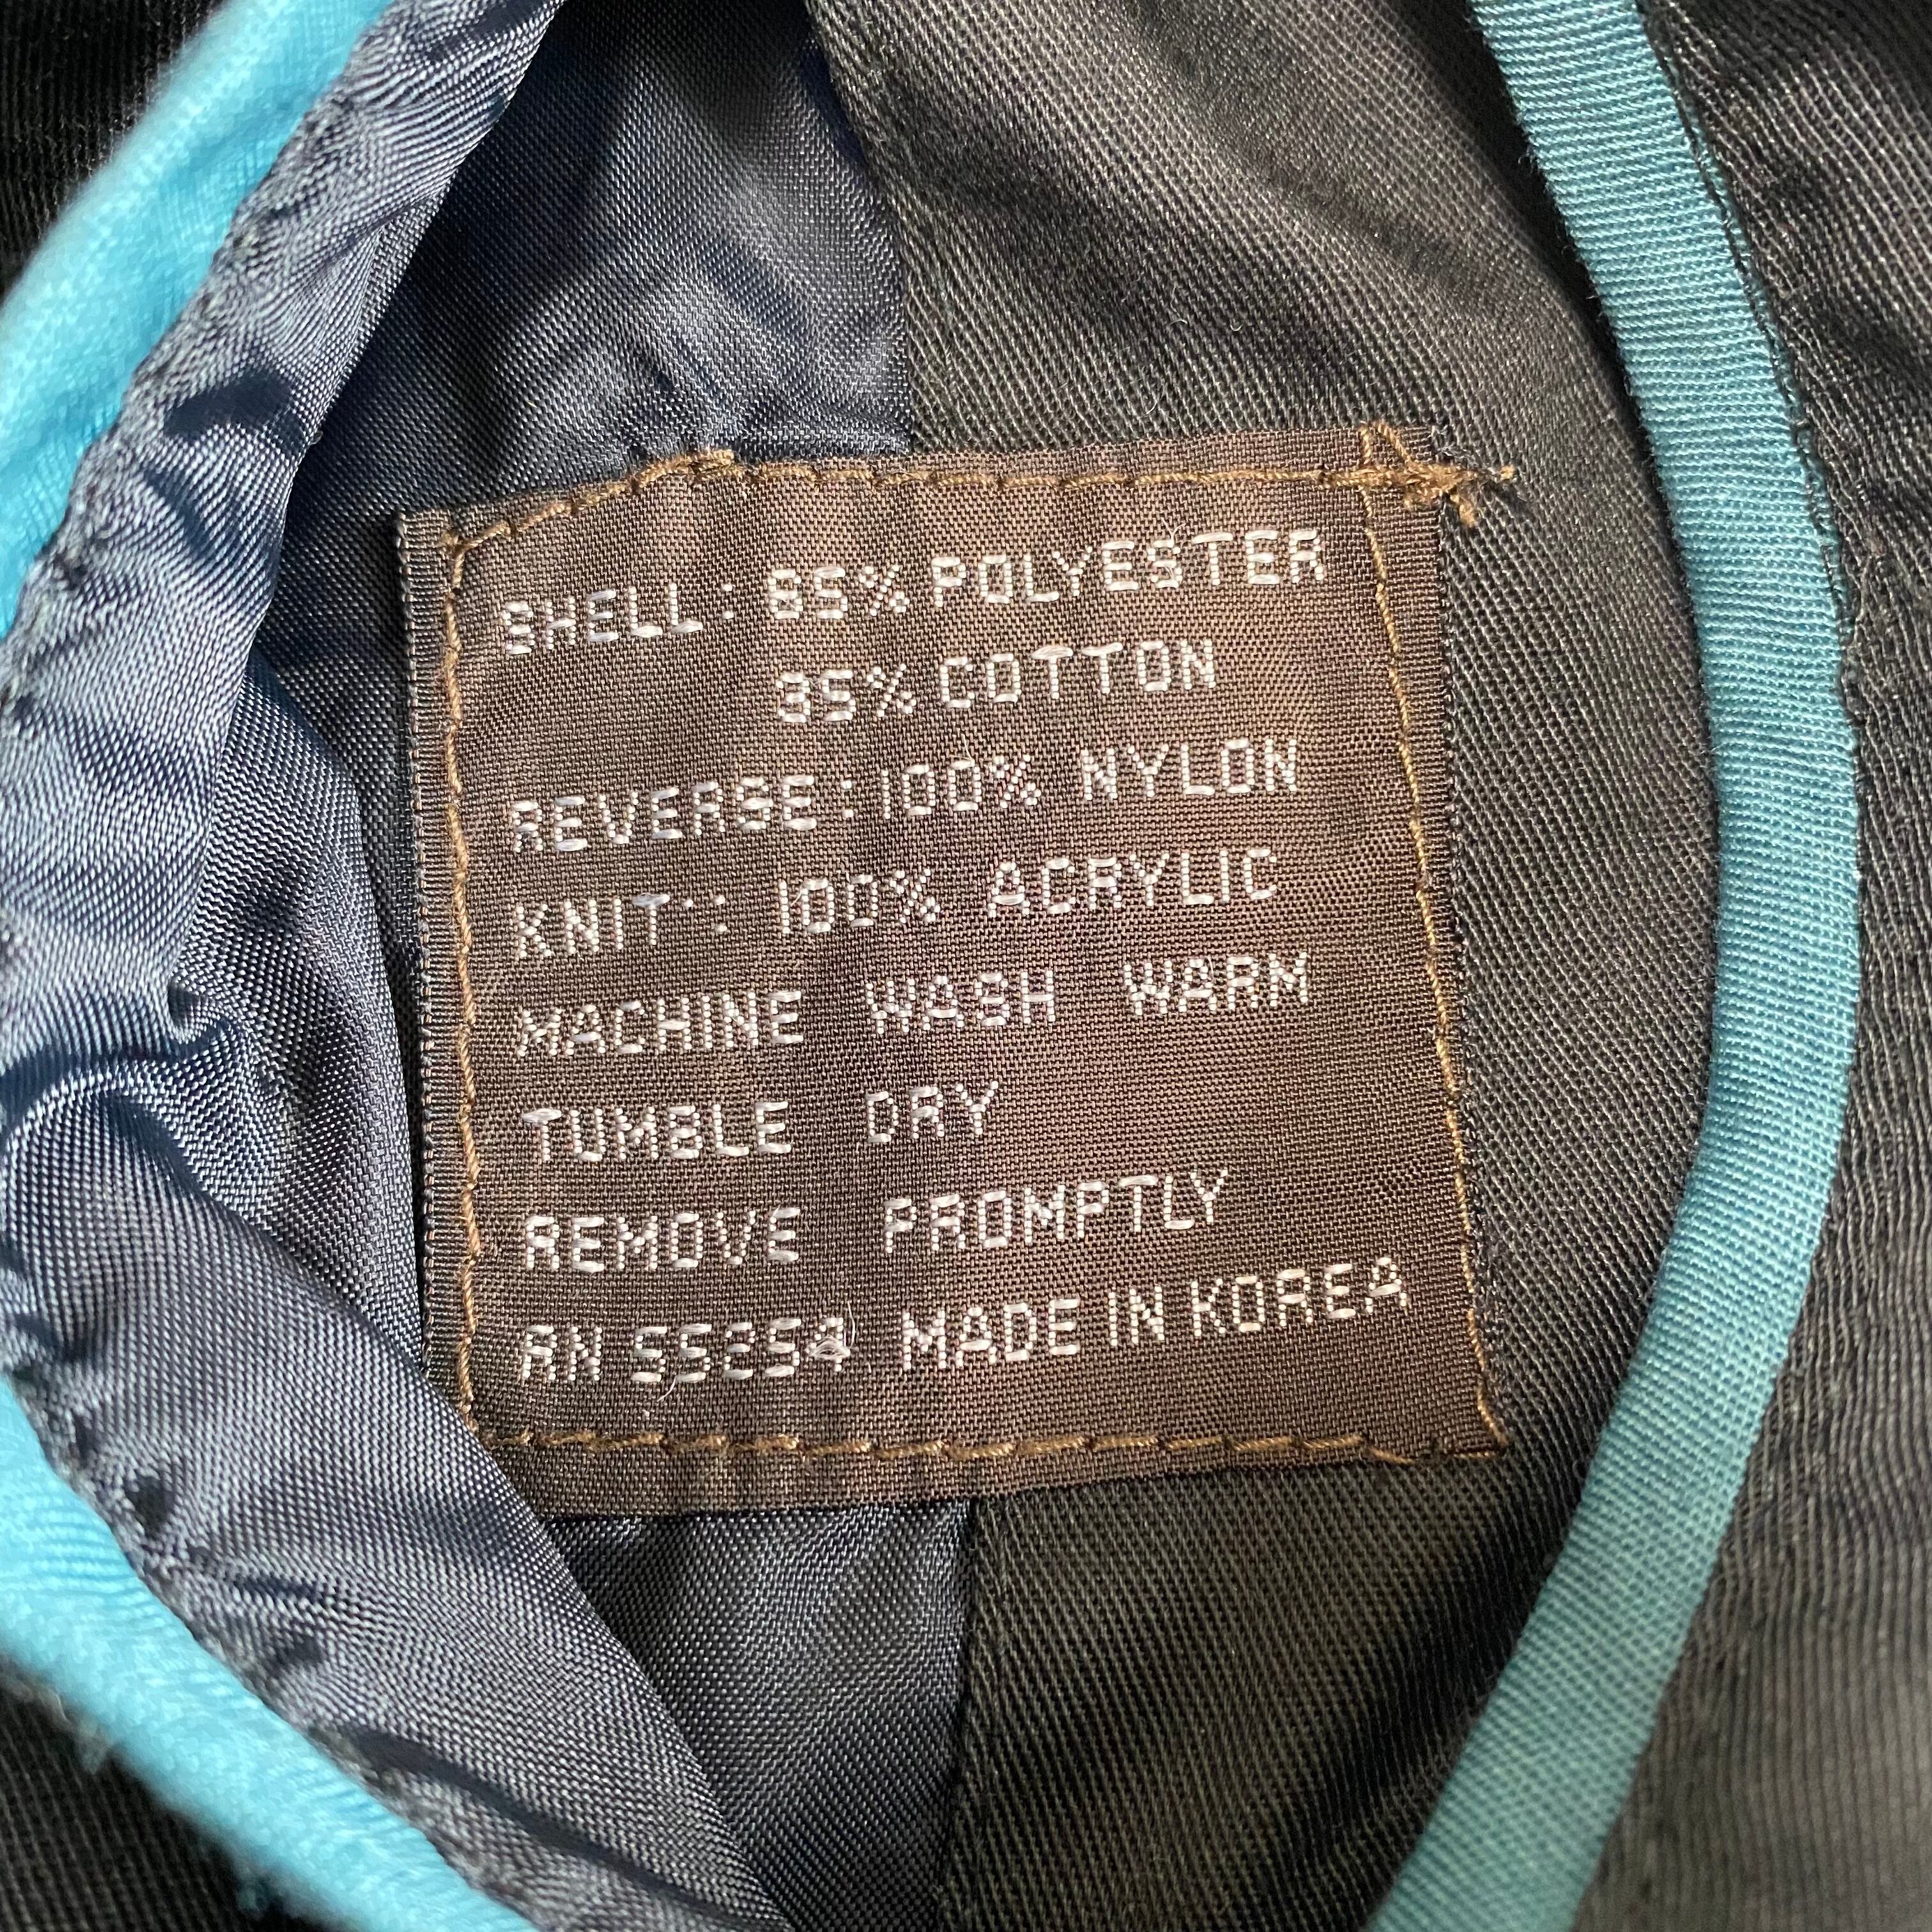 SHELL : 65% POLYESTER
35% COTTON
REVERSE : 100% NYLON
KNIT : 100% ACRYLIC
MACHINE WASH WARM
TUMBLE DRY
REMOVE PROMPTLY
RN 55254 MADE IN KOREA